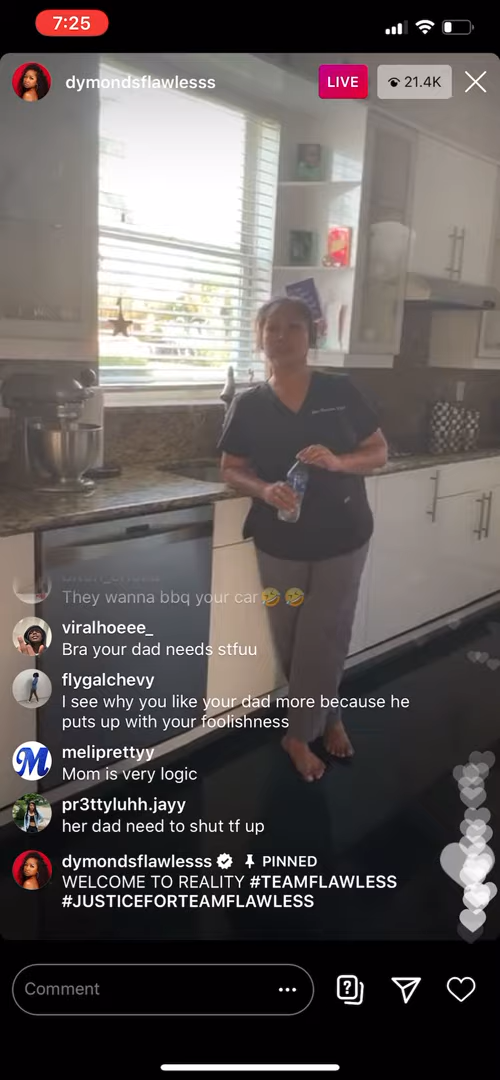 7:25
dymondsflawlesss
LIVE
21.4K
They wanna bbq your car🤣🤣
viralhoeee_
Bra your dad needs stfuu
flygalchevy
I see why you like your dad more because he
puts up with your foolishness
meliprettyy
Mom is very logic
pr3ttyluhh.jayy
her dad need to shut tf up
dymondsflawlesss PINNED
WELCOME TO REALITY #TEAMFLAWLESS
#JUSTICEFORTEAMFLAWLESS
Comment